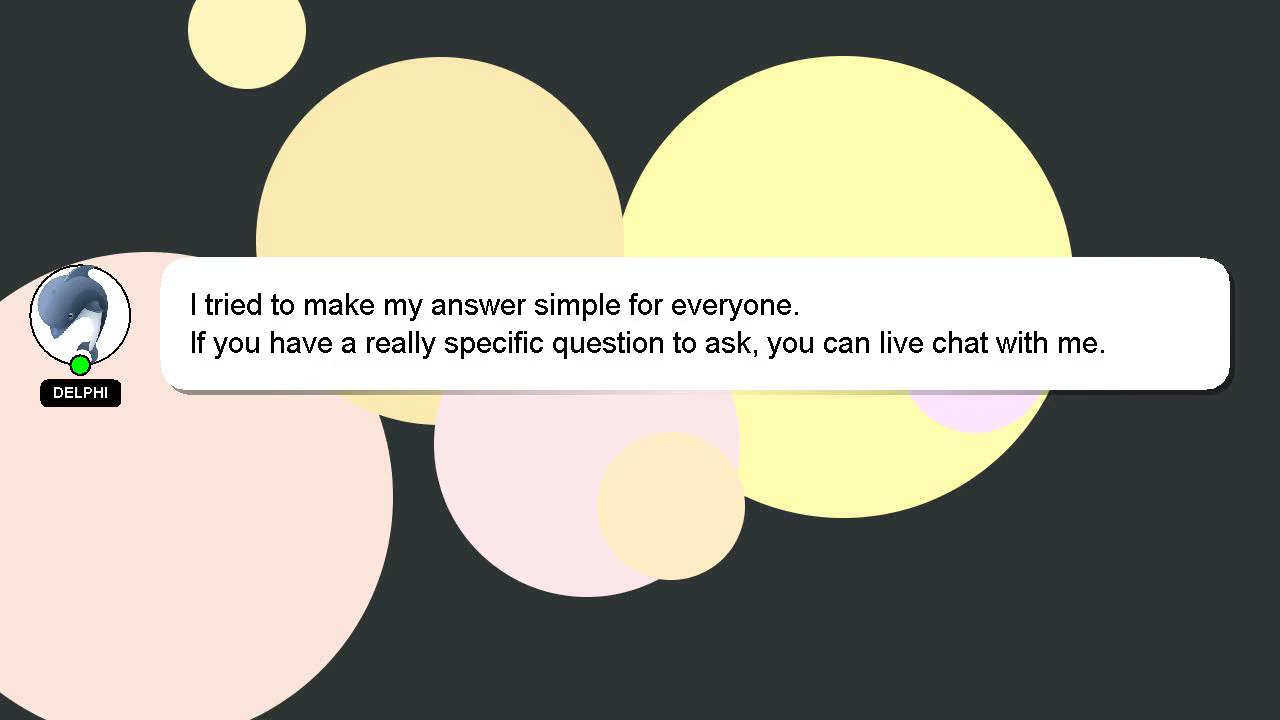 I tried to make my answer simple for everyone.
If you have a really specific question to ask, you can live chat with me.
DELPHI